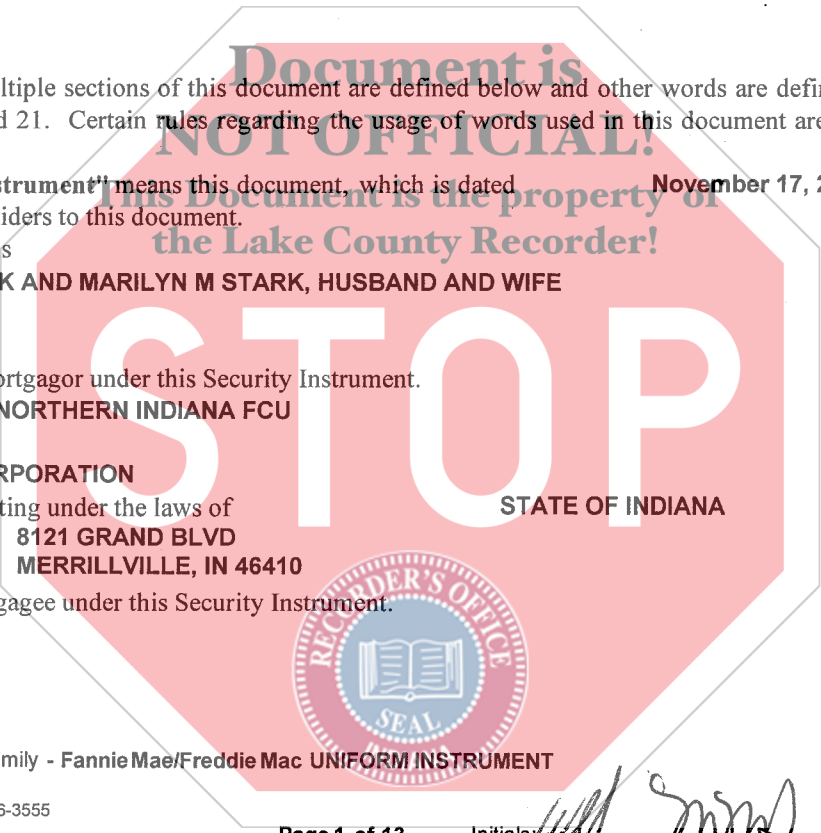 Document is
ltiple sections of this document are defined below and other words are defi
NOT OFFICIAL!
d 21. Certain rules regarding the usage of words used in this document are
This Document is the property of
strument" means this document, which is dated November 17, 2
iders to this document.
the Lake County Recorder!
s
K AND MARILYN M STARK, HUSBAND AND WIFE
STOP
ortgagor under this Security Instrument.
NORTHERN INDIANA FCU
RPORATION
ting under the laws of STATE OF INDIANA
8121 GRAND BLVD
MERRILLVILLE, IN 46410
gagee under this Security Instrument.
RECORDER'S OFFICE
SEAL
mily - Fannie Mae/Freddie Mac UNIFORM INSTRUMENT
6-3555
Page 1 of 13